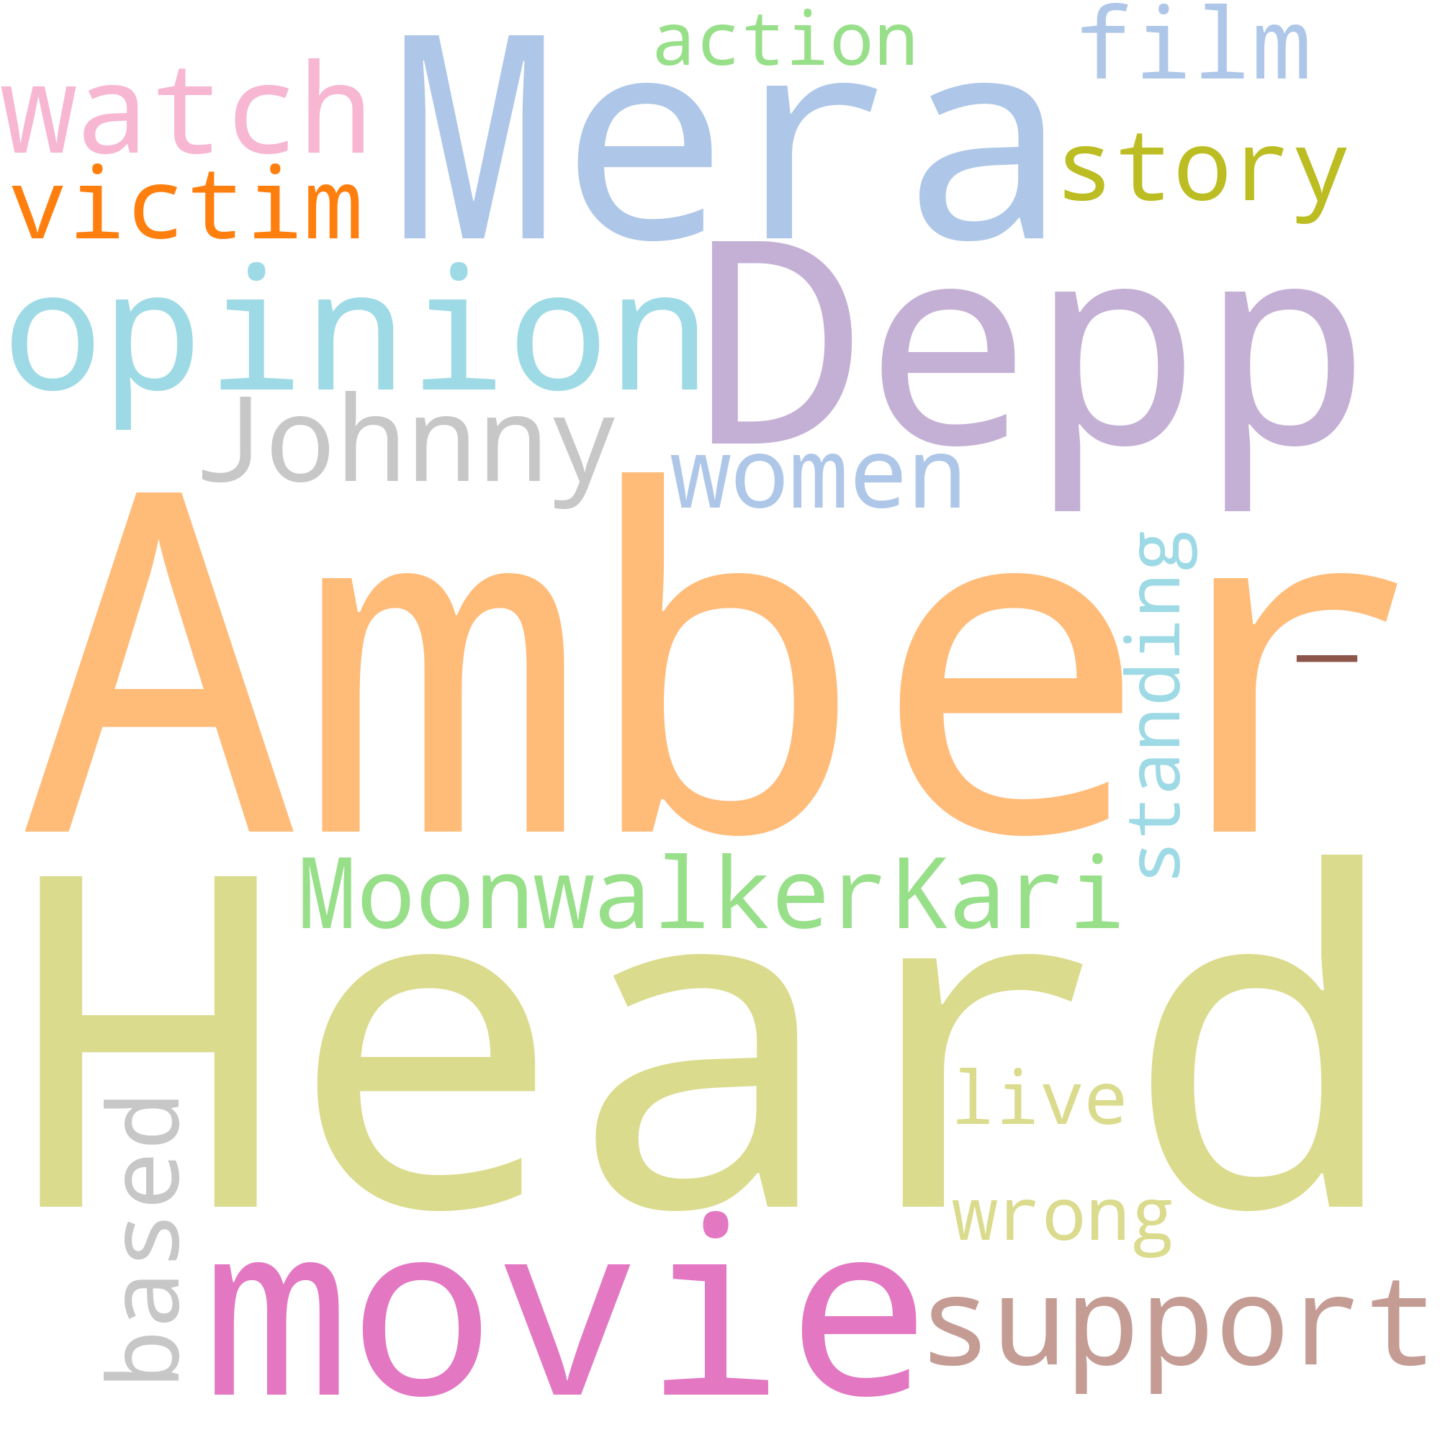 action
film
watch
Mera
story
victim
opinion
Depp
Johnny
women
Amber
standing
—
MoonwalkerKari
Heard
live
based
wrong
movie
support